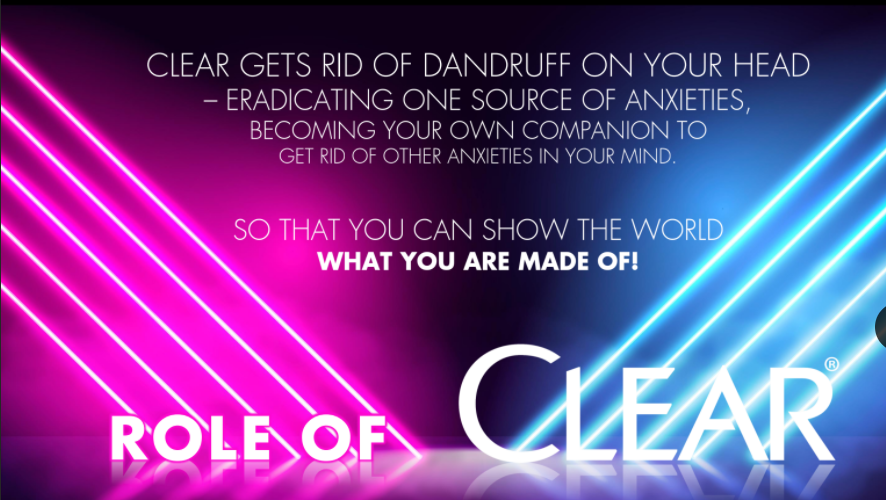 CLEAR GETS RID OF DANDRUFF ON YOUR HEAD
– ERADICATING ONE SOURCE OF ANXIETIES,
BECOMING YOUR OWN COMPANION TO
GET RID OF OTHER ANXIETIES IN YOUR MIND.
SO THAT YOU CAN SHOW THE WORLD
WHAT YOU ARE MADE OF!
ROLE OF CLEAR®